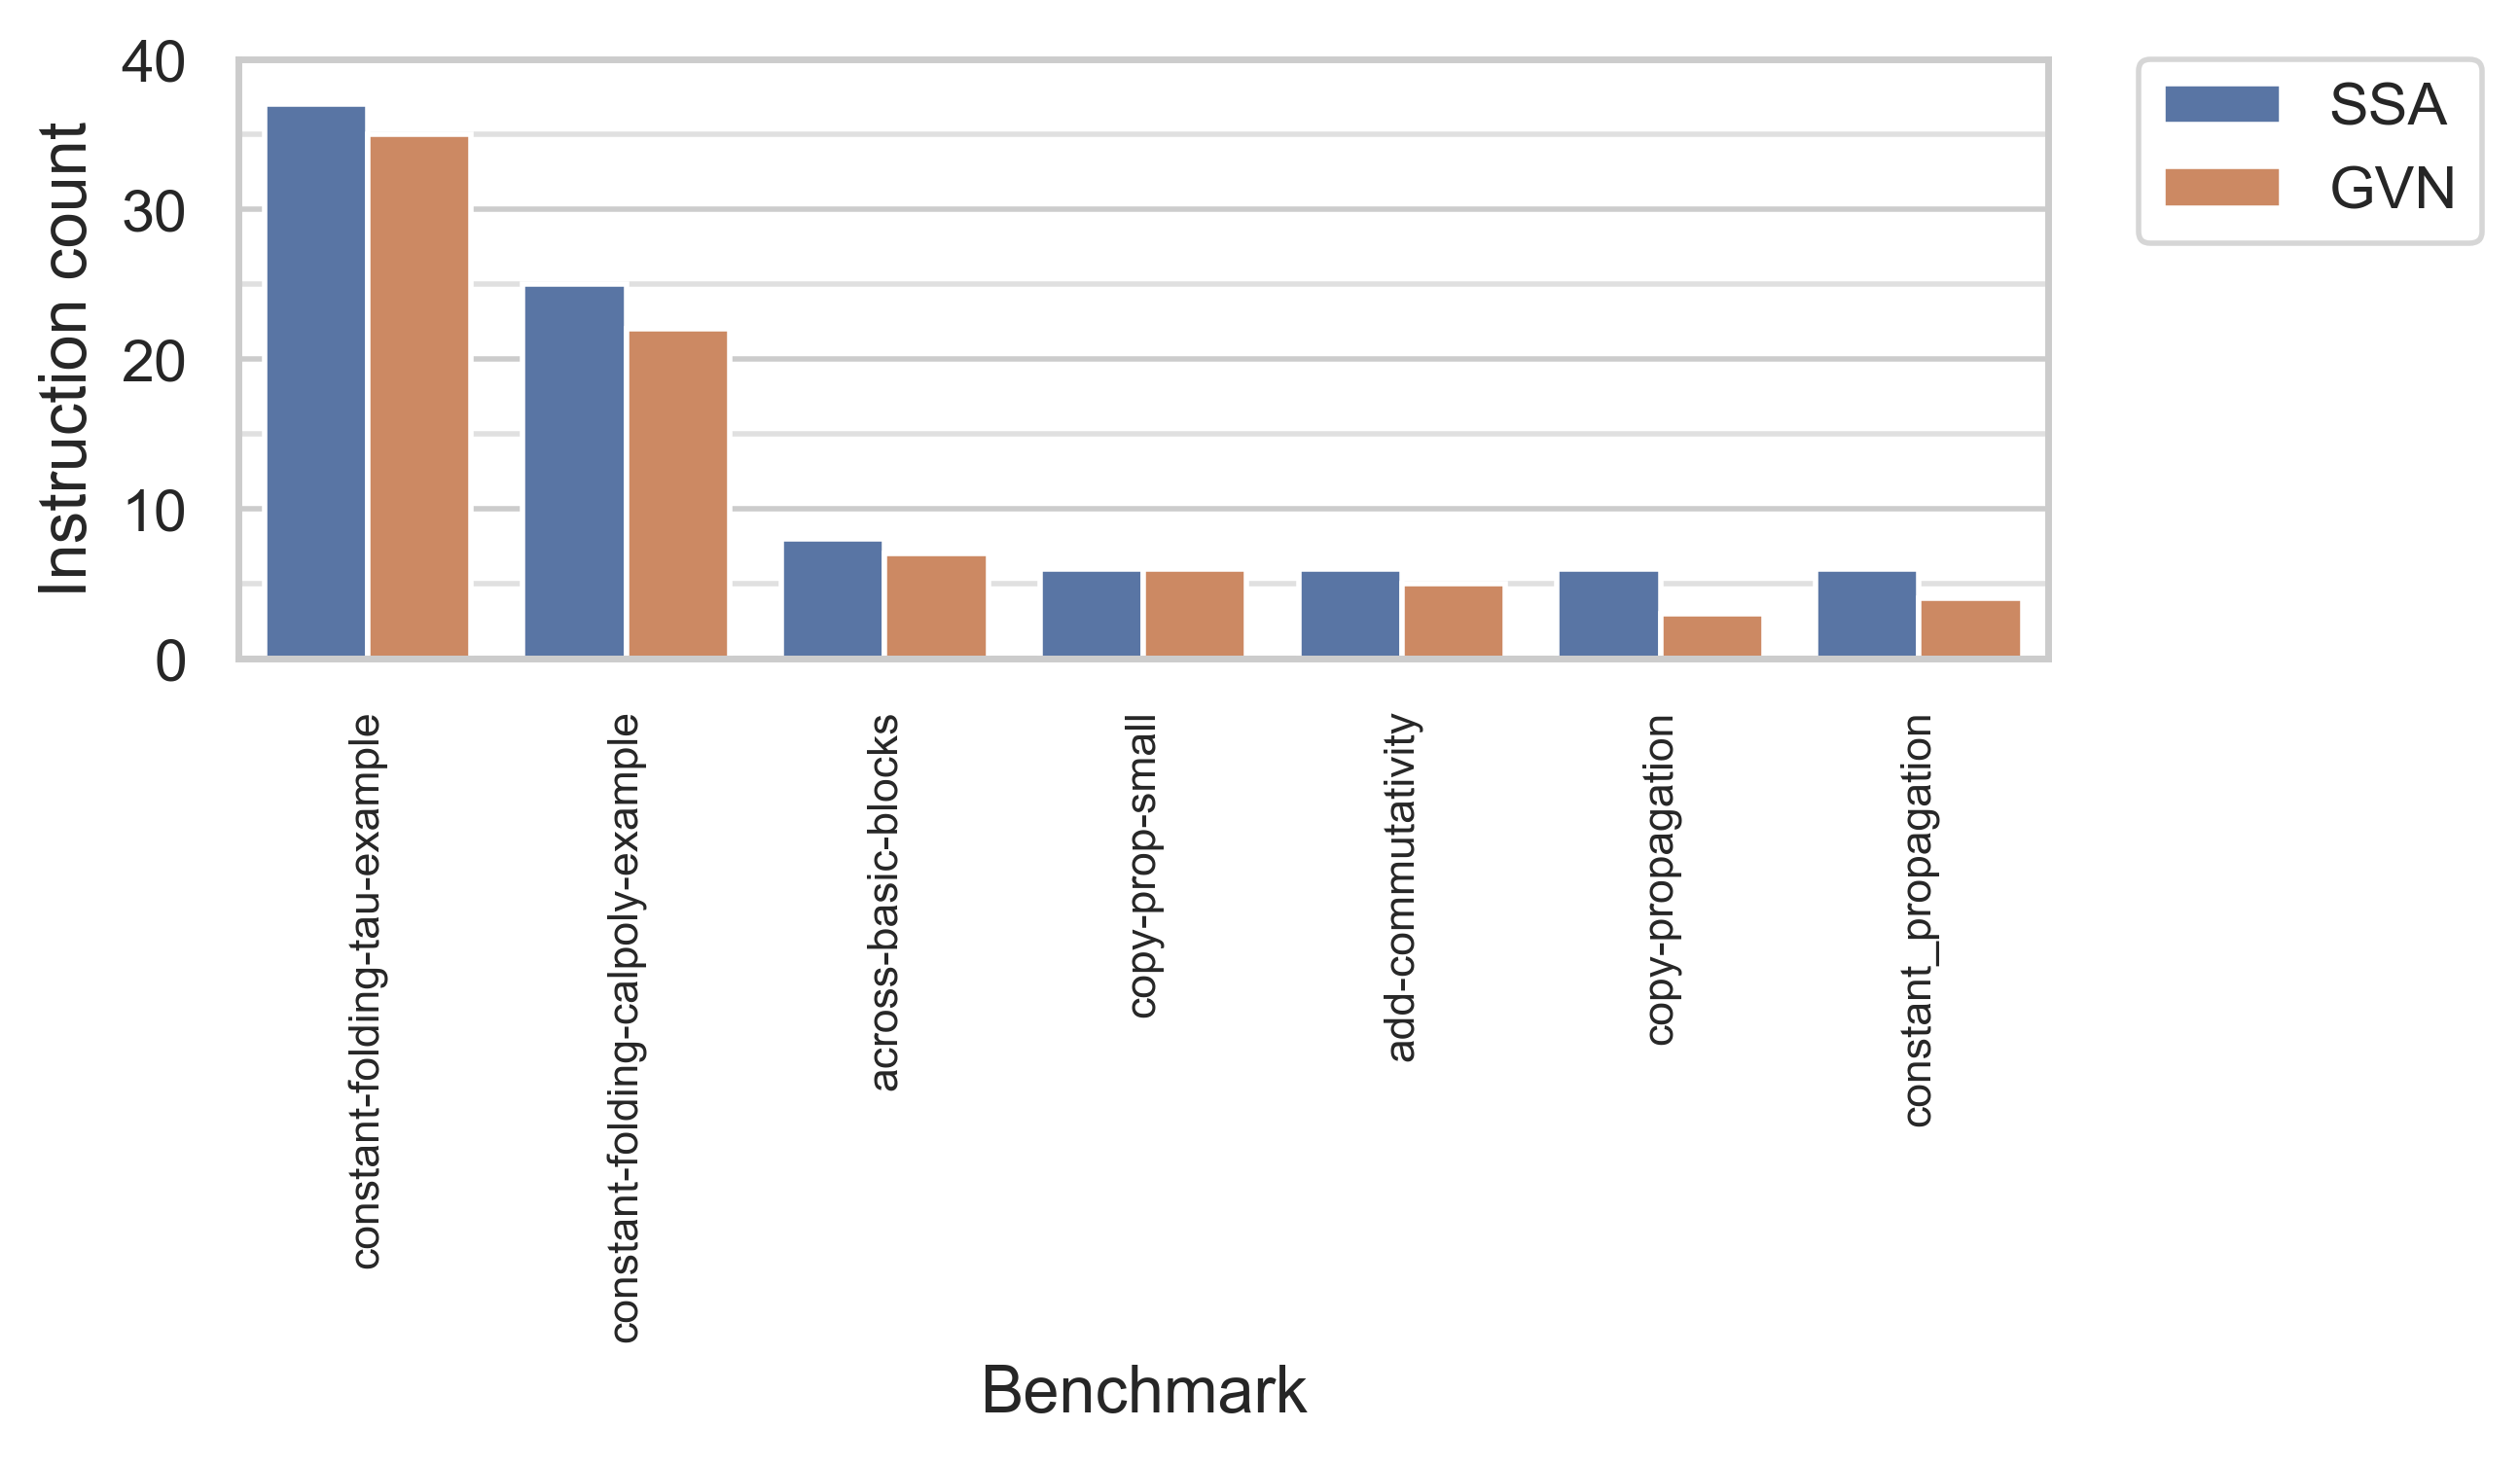 Instruction count
40
30
20
10
0
SSA
GVN
constant-folding-tau-example
constant-folding-calpoly-example
across-basic-blocks
copy-prop-small
add-commutativity
copy-propagation
constant_propagation
Benchmark